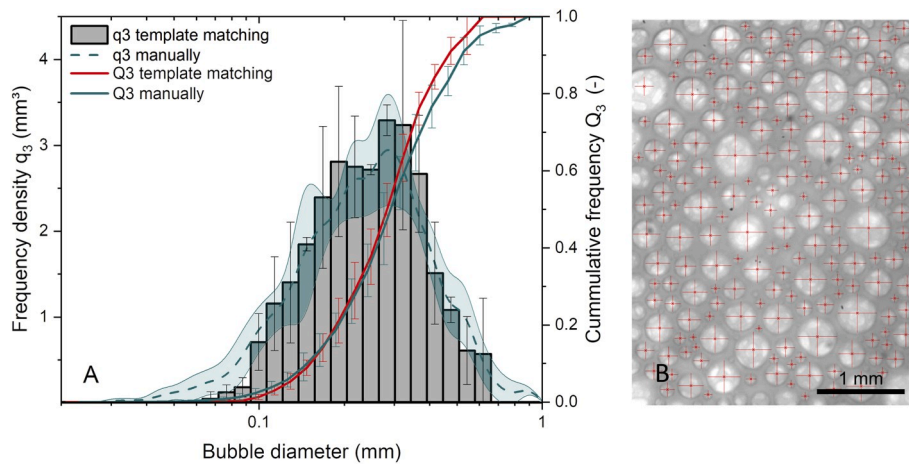 q3 template matching
q3 manually
Q3 template matching
Q3 manually
4
3
2
1
Frequency density q₃ (mm³)
1.0
0.8
0.6
0.4
0.2
0.0
Cummulative frequency Q₃ (-)
A
0.1
1
Bubble diameter (mm)
B
1 mm